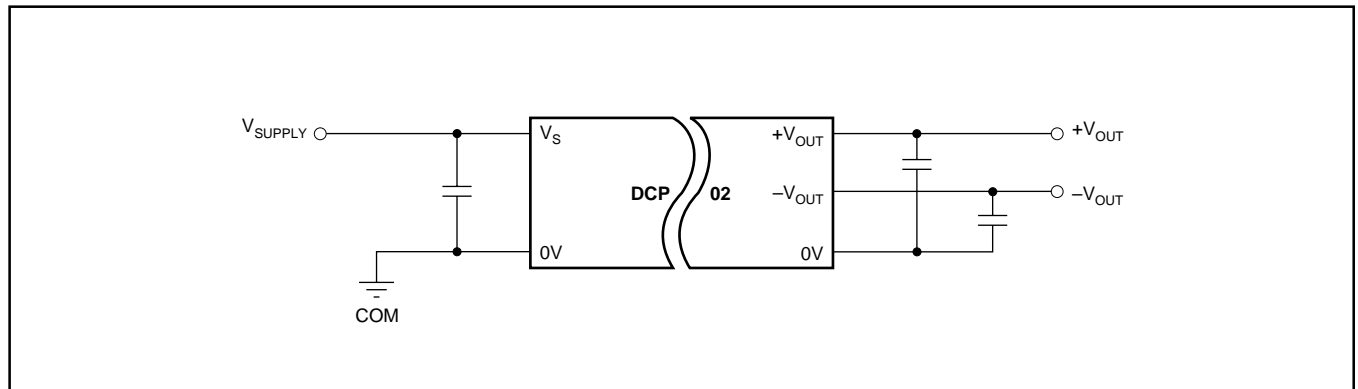 V_SUPPLY
V_S
+V_OUT
+V_OUT
DCP 02
−V_OUT
−V_OUT
0V
0V
COM